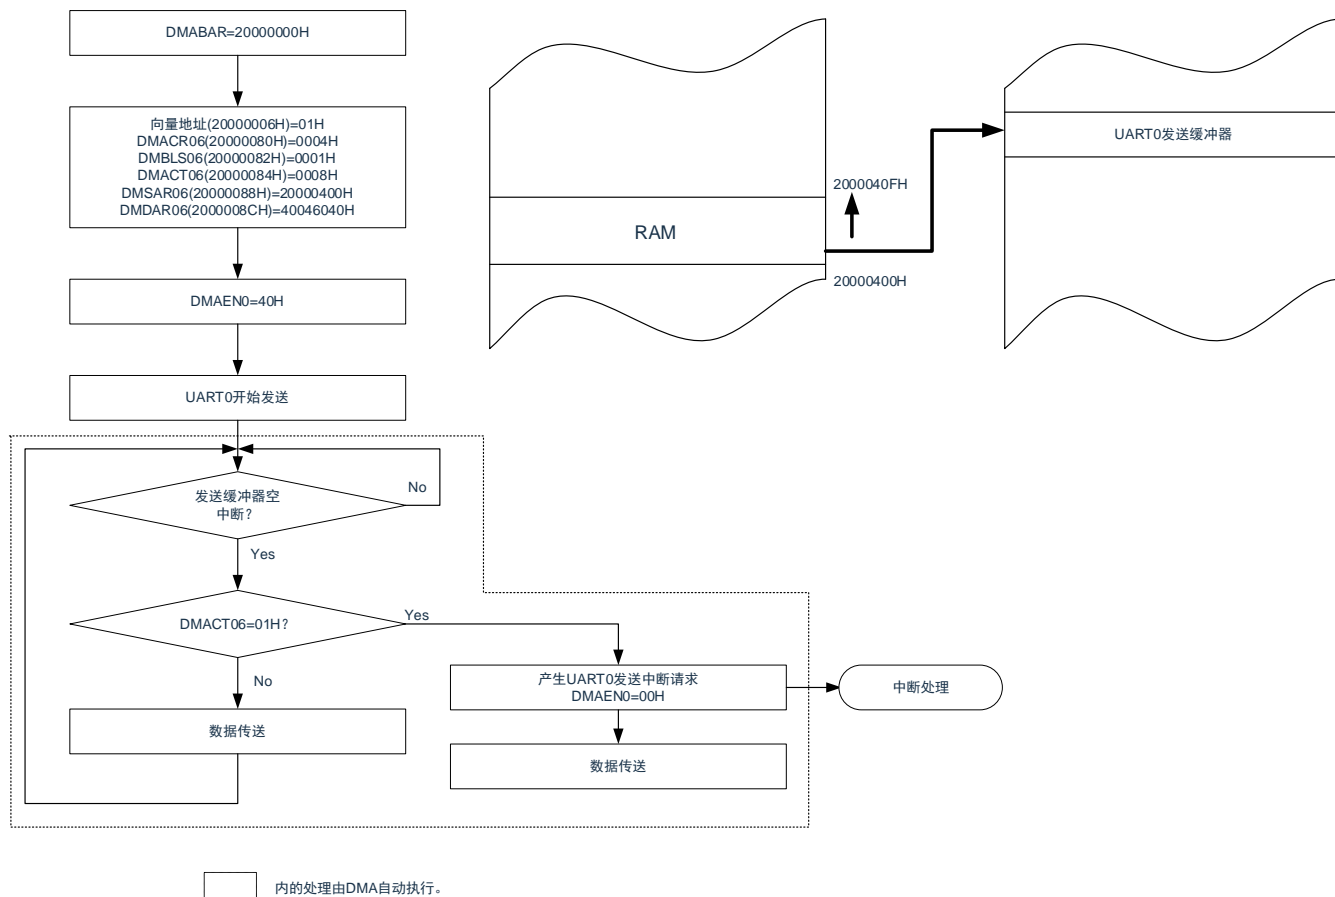 DMABAR=20000000H
向量地址(20000006H)=01H
DMACR06(20000080H)=0004H
DMBLS06(20000082H)=0001H
DMACT06(20000084H)=0008H
DMSAR06(20000088H)=20000400H
DMDAR06(2000008CH)=40046040H
DMAEN0=40H
UART0开始发送
发送缓冲器空
中断?
No
Yes
DMACT06=01H?
Yes
No
数据传送
产生UART0发送中断请求
DMAEN0=00H
数据传送
中断处理
RAM
2000040FH
20000400H
UART0发送缓冲器
内的处理由DMA自动执行。